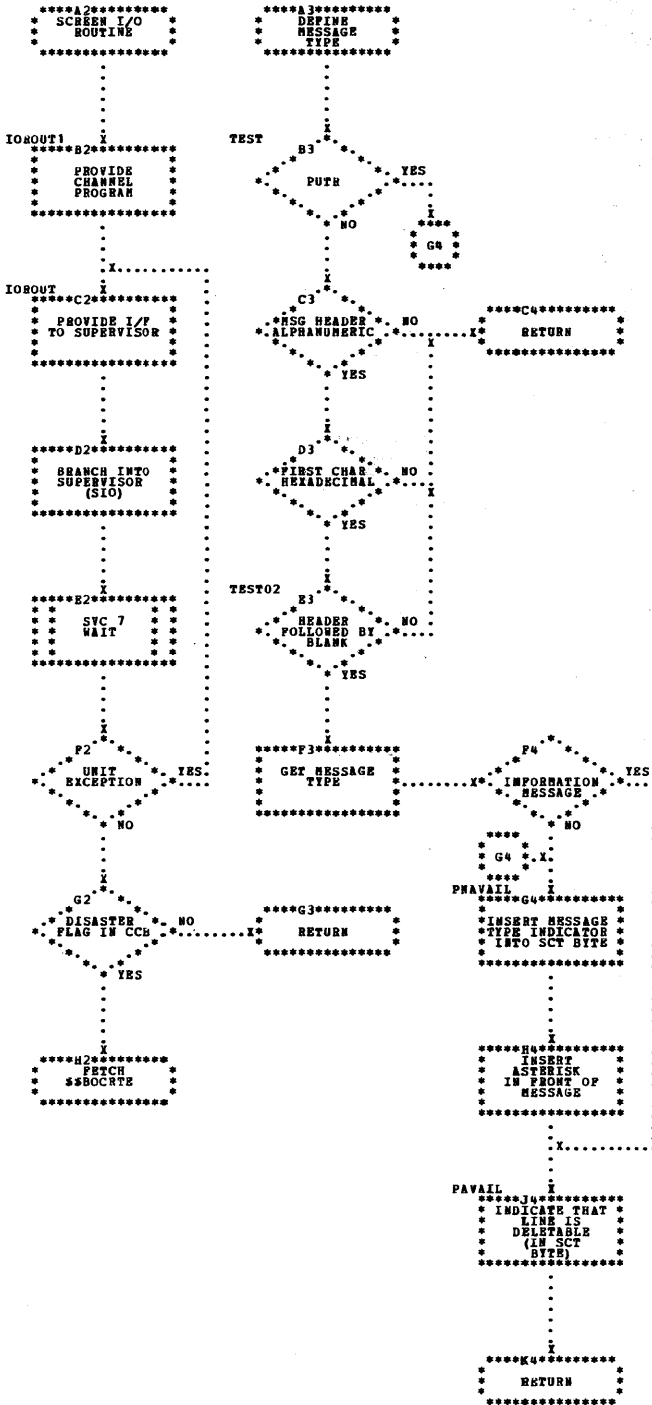 ****A2*********
SCREEN I/O
ROUTINE
IOROUT1
*****B2**********
PROVIDE
CHANNEL
PROGRAM
IOROUT
*****C2**********
PROVIDE I/F
TO SUPERVISOR
*****D2**********
BRANCH INTO
SUPERVISOR
(SIO)
*****E2**********
SVC 7
WAIT
F2
UNIT
EXCEPTION
YES
NO
G2
DISASTER
FLAG IN CCB
NO
YES
****H2*********
FETCH
$$BOCRTE
****A3*********
DEFINE
MESSAGE
TYPE
TEST
B3
PUTR
YES
NO
G4
C3
MSG HEADER
ALPHANUMERIC
NO
YES
****C4*********
RETURN
D3
FIRST CHAR
HEXADECIMAL
NO
YES
TEST02
E3
HEADER
FOLLOWED BY
BLANK
NO
YES
*****F3**********
GET MESSAGE
TYPE
****G3*********
RETURN
F4
INFORMATION
MESSAGE
YES
NO
G4
PNAVAIL
*****G4**********
INSERT MESSAGE
TYPE INDICATOR
INTO SCT BYTE
*****H4**********
INSERT
ASTERISK
IN FRONT OF
MESSAGE
PAVAIL
*****J4**********
INDICATE THAT
LINE IS
DELETABLE
(IN SCT
BYTE)
****K4*********
RETURN